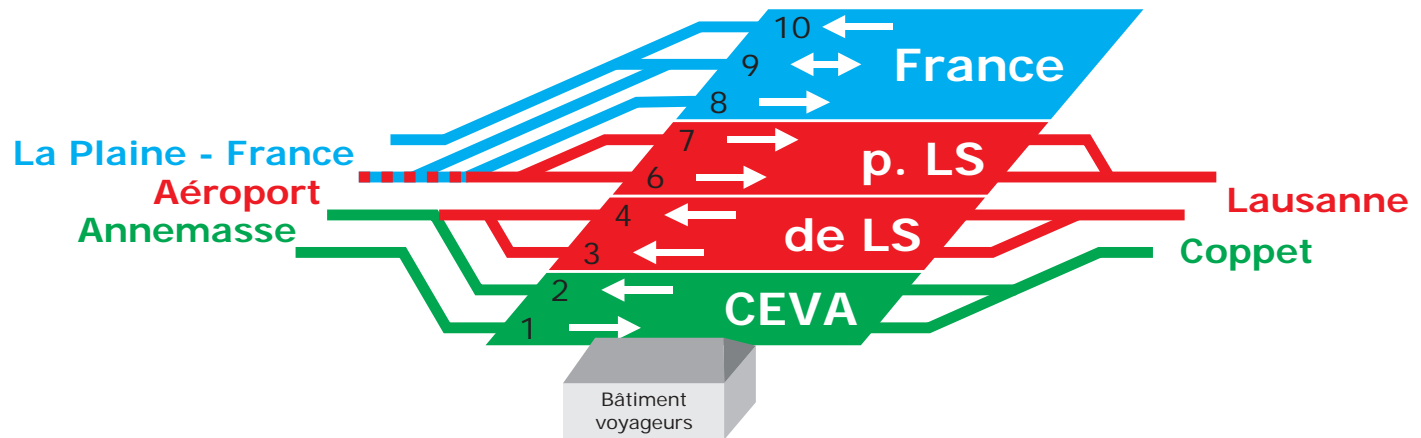 10
9
France
8
La Plaine - France
7
p. LS
6
Aéroport
Lausanne
4
Annemasse
de LS
3
Coppet
2
CEVA
1
Bâtiment
voyageurs